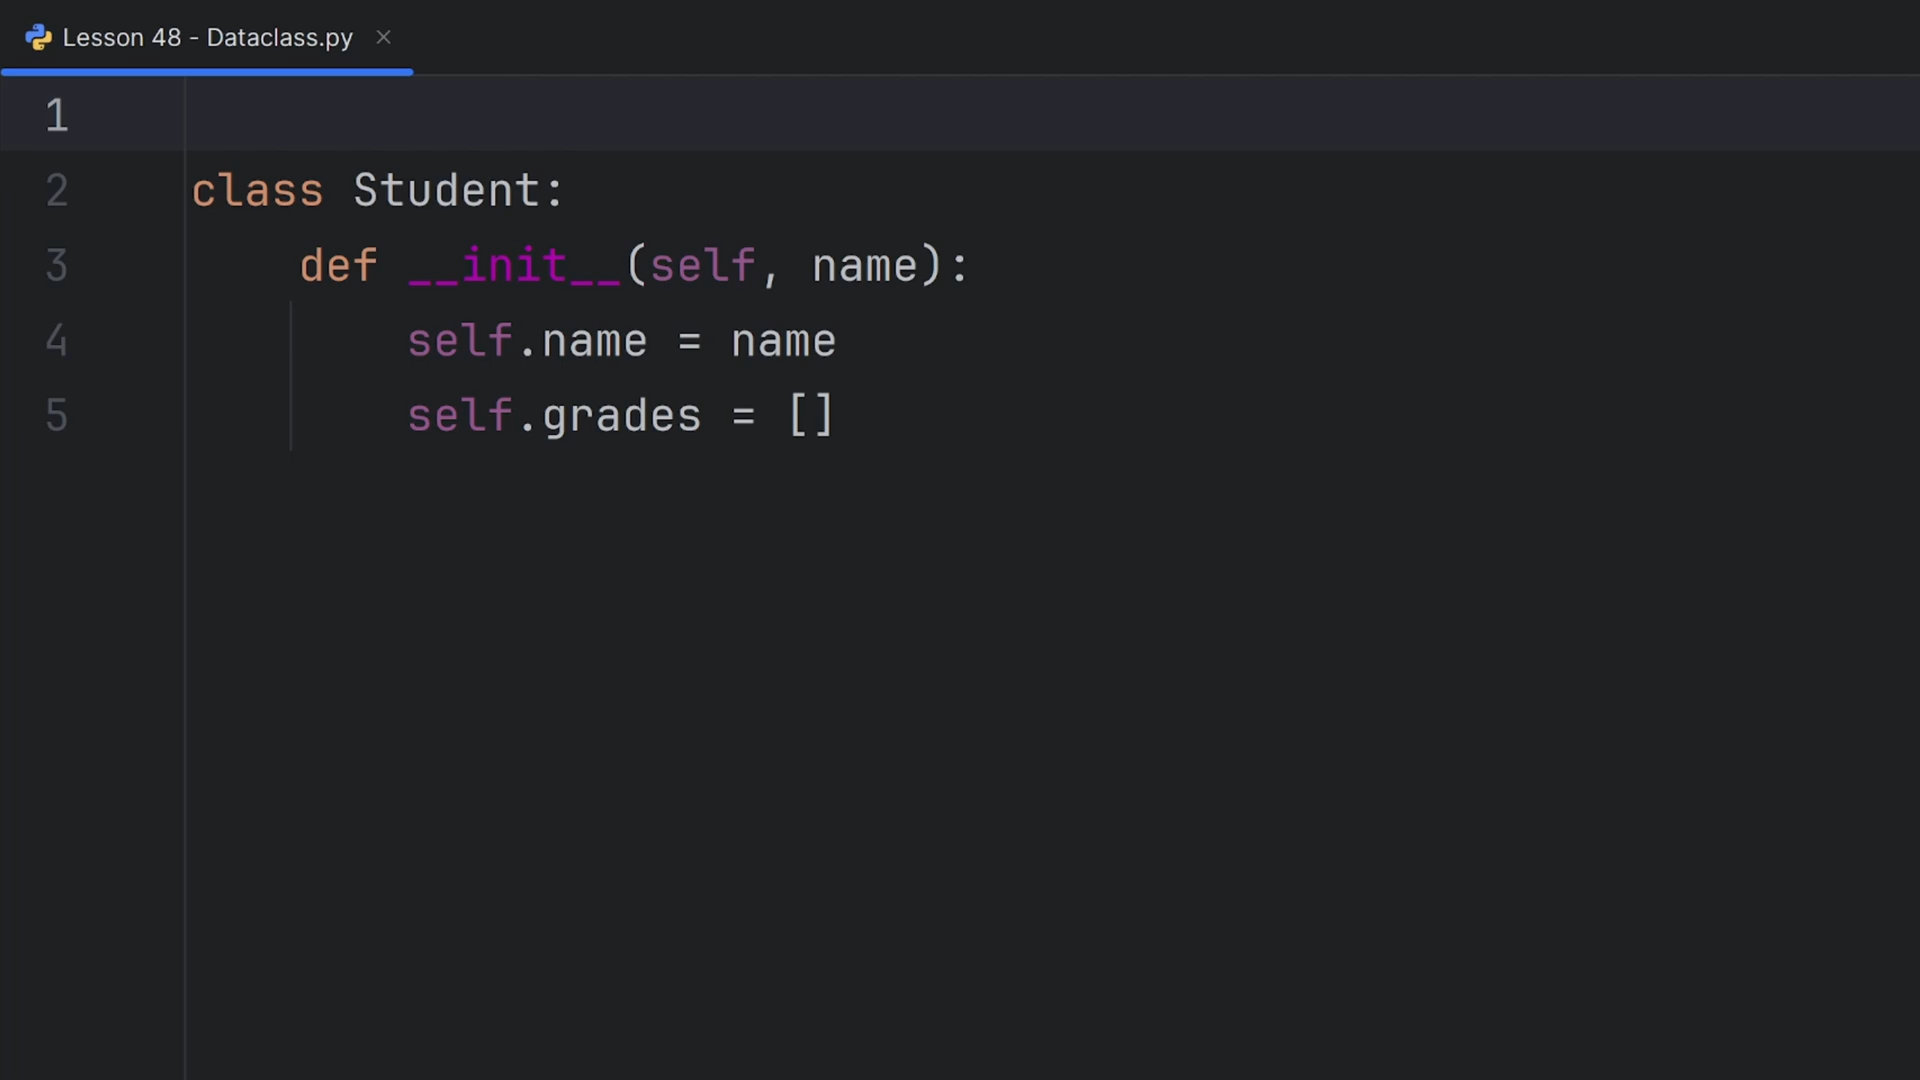 Lesson 48 - Dataclass.py ×
1
2 class Student:
3     def __init__(self, name):
4         self.name = name
5         self.grades = []